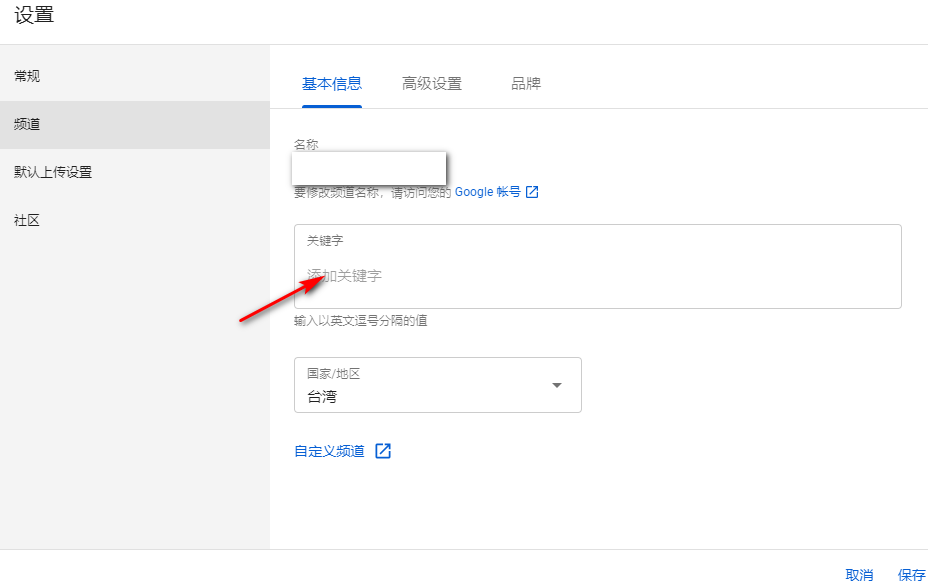 设置
常规
频道
默认上传设置
社区
基本信息 高级设置 品牌
名称
要修改频道名称，请访问您的 Google 帐号
关键字
添加关键字
输入以英文逗号分隔的值
国家/地区
台湾
自定义频道
取消 保存